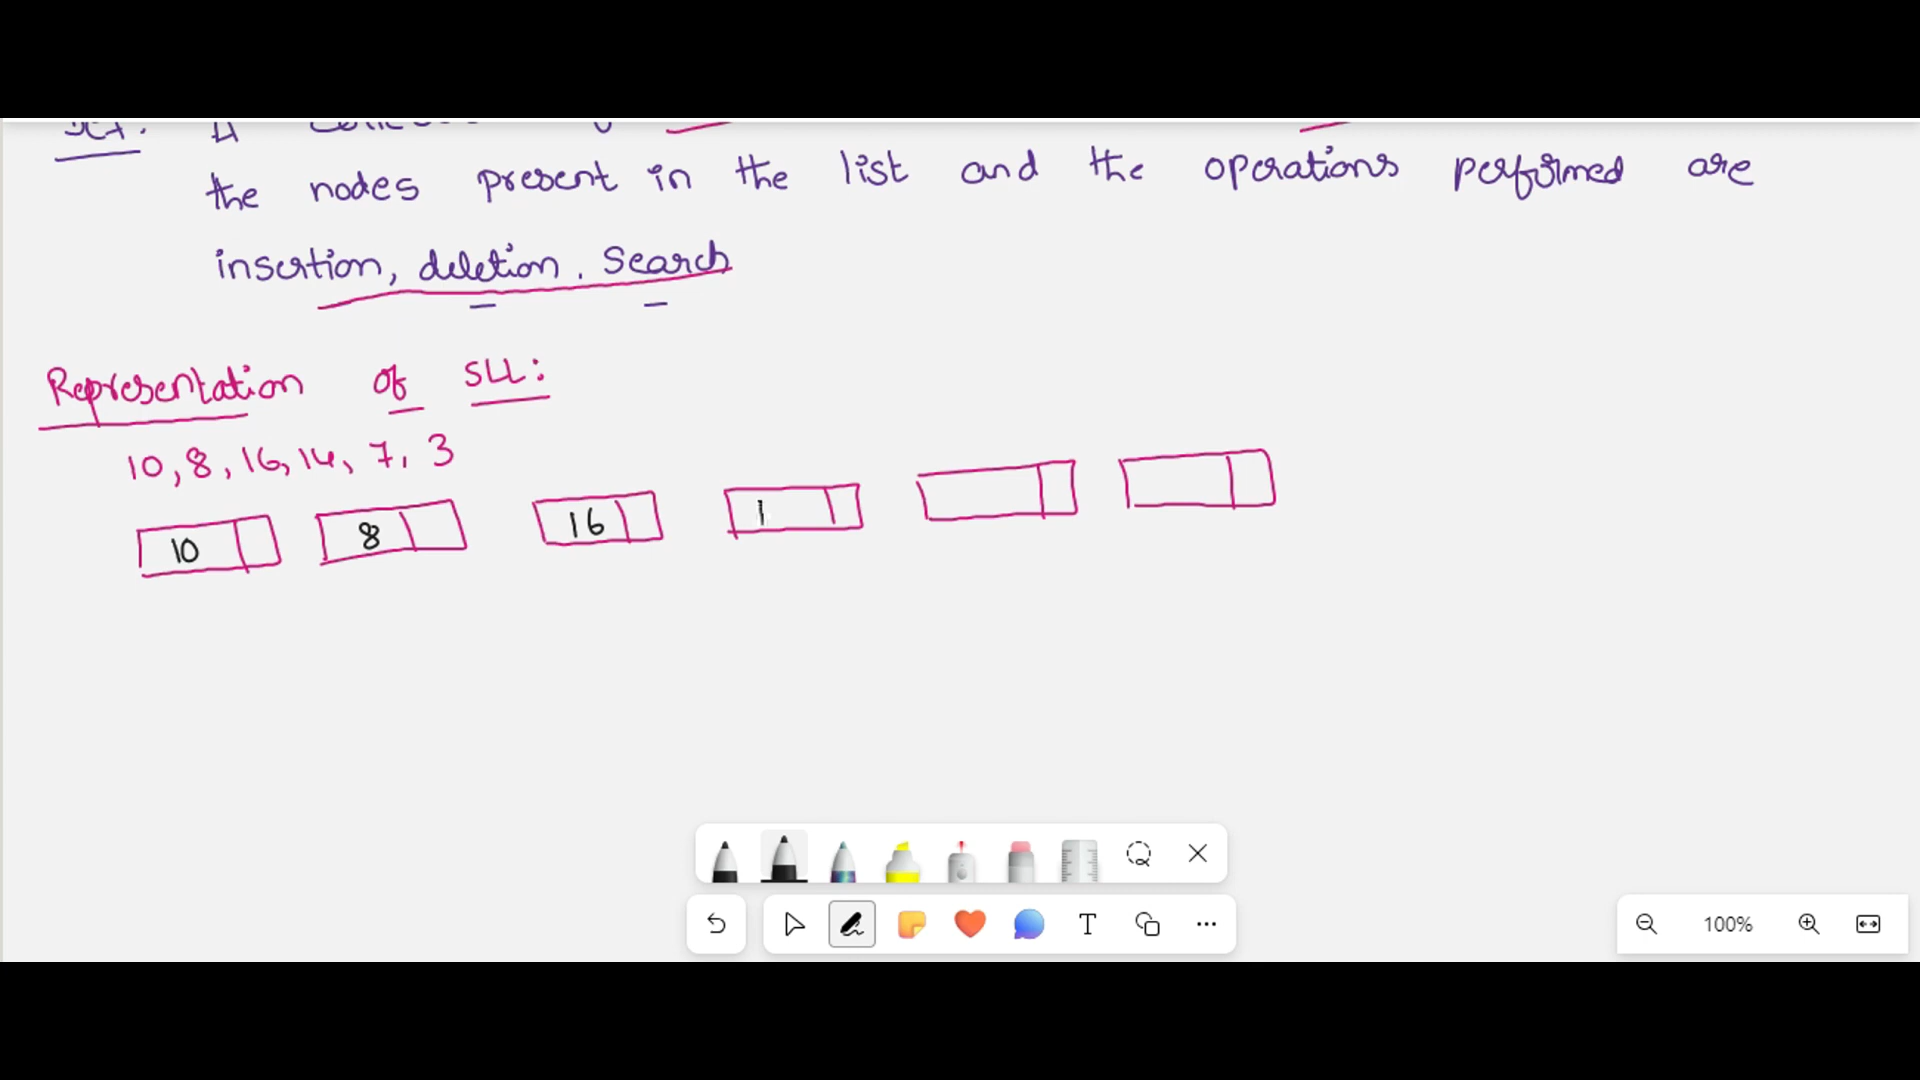 the nodes present in the list and the operations performed are
insertion, deletion. Search
Representation of SLL:
10, 8, 16, 14, 7, 3
10 8 16 1
T
100%